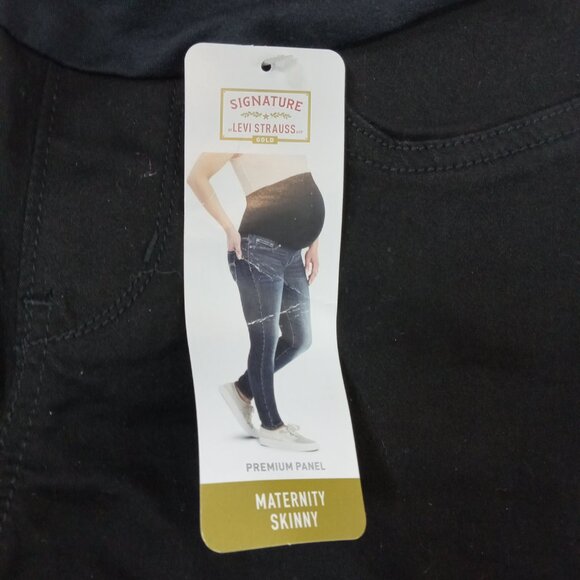 SIGNATURE
BY LEVI STRAUSS & CO
GOLD
PREMIUM PANEL
MATERNITY
SKINNY